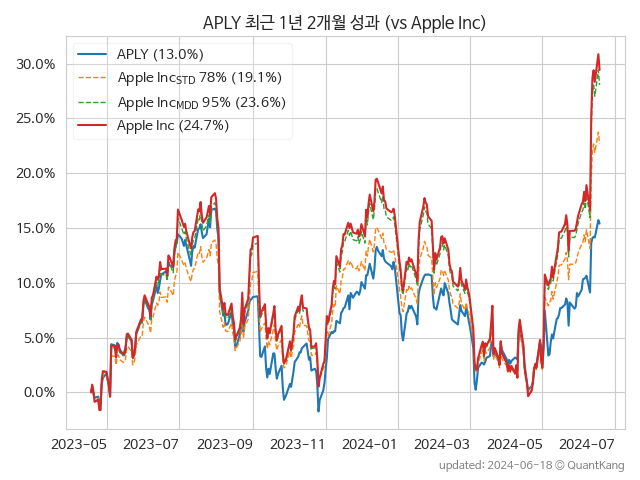 APLY 최근 1년 2개월 성과 (vs Apple Inc)
APLY (13.0%)
Apple IncSTD 78% (19.1%)
Apple IncMDD 95% (23.6%)
Apple Inc (24.7%)
30.0%
25.0%
20.0%
15.0%
10.0%
5.0%
0.0%
2023-05 2023-07 2023-09 2023-11 2024-01 2024-03 2024-05 2024-07
updated: 2024-06-18 © QuantKang